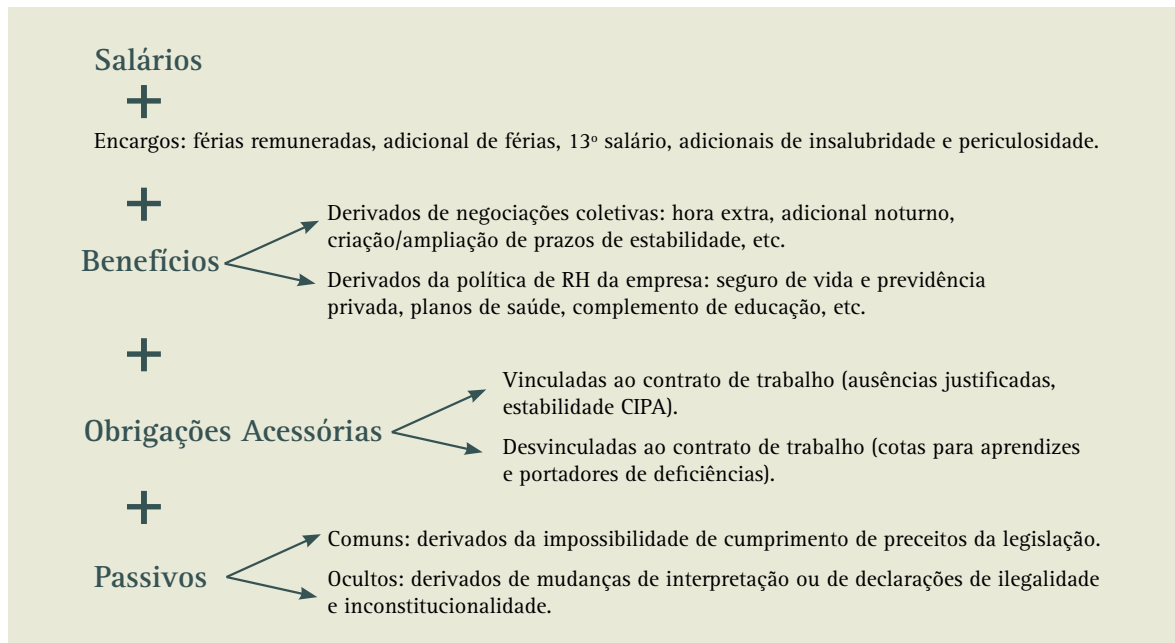 Salários
+
Encargos: férias remuneradas, adicional de férias, 13º salário, adicionais de insalubridade e periculosidade.
+
Benefícios
Derivados de negociações coletivas: hora extra, adicional noturno,
criação/ampliação de prazos de estabilidade, etc.
Derivados da política de RH da empresa: seguro de vida e previdência
privada, planos de saúde, complemento de educação, etc.
+
Obrigações Acessórias
Vinculadas ao contrato de trabalho (ausências justificadas,
estabilidade CIPA).
Desvinculadas ao contrato de trabalho (cotas para aprendizes
e portadores de deficiências).
+
Passivos
Comuns: derivados da impossibilidade de cumprimento de preceitos da legislação.
Ocultos: derivados de mudanças de interpretação ou de declarações de ilegalidade
e inconstitucionalidade.